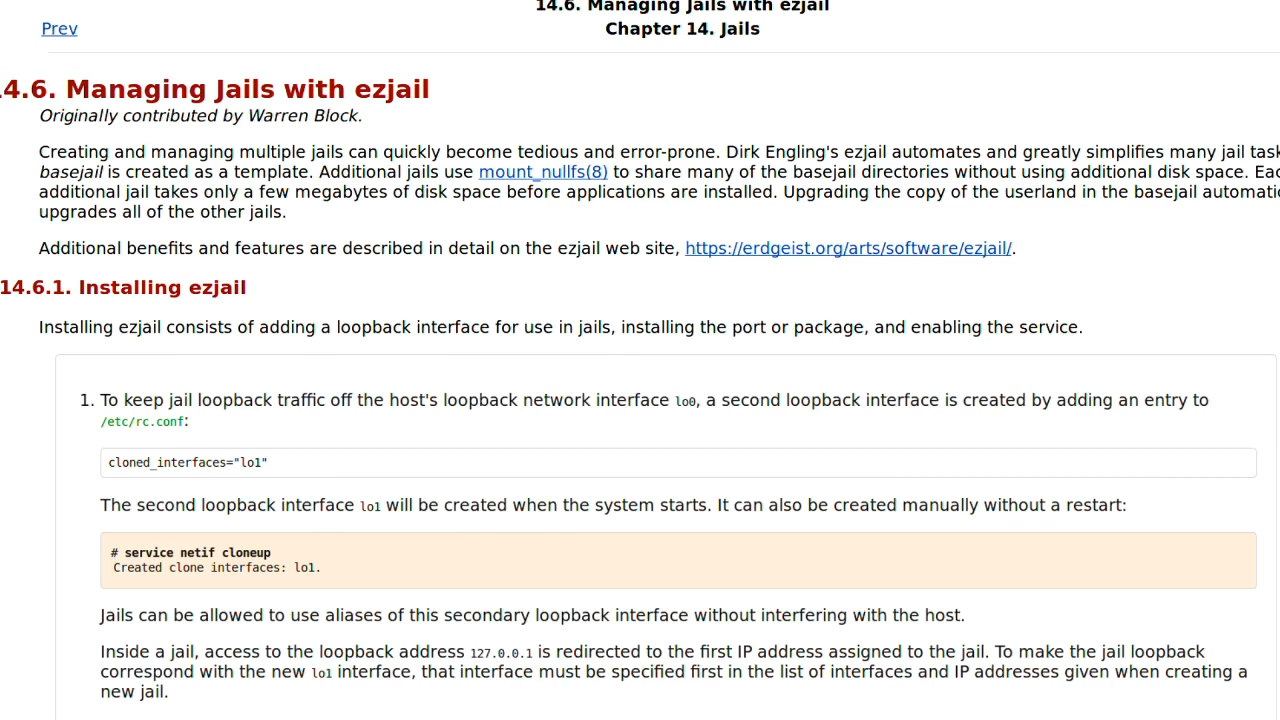 14.6. Managing Jails with ezjail
Prev
Chapter 14. Jails
14.6. Managing Jails with ezjail
Originally contributed by Warren Block.
Creating and managing multiple jails can quickly become tedious and error-prone. Dirk Engling's ezjail automates and greatly simplifies many jail
basejail is created as a template. Additional jails use mount_nullfs(8) to share many of the basejail directories without using additional disk space.
additional jail takes only a few megabytes of disk space before applications are installed. Upgrading the copy of the userland in the basejail
upgrades all of the other jails.
Additional benefits and features are described in detail on the ezjail web site, https://erdgeist.org/arts/software/ezjail/.
14.6.1. Installing ezjail
Installing ezjail consists of adding a loopback interface for use in jails, installing the port or package, and enabling the service.
1. To keep jail loopback traffic off the host's loopback network interface lo0, a second loopback interface is created by adding an entry to
/etc/rc.conf:
cloned_interfaces="lo1"
The second loopback interface lo1 will be created when the system starts. It can also be created manually without a restart:
# service netif cloneup
Created clone interfaces: lo1.
Jails can be allowed to use aliases of this secondary loopback interface without interfering with the host.
Inside a jail, access to the loopback address 127.0.0.1 is redirected to the first IP address assigned to the jail. To make the jail loopback
correspond with the new lo1 interface, that interface must be specified first in the list of interfaces and IP addresses given when creating a
new jail.